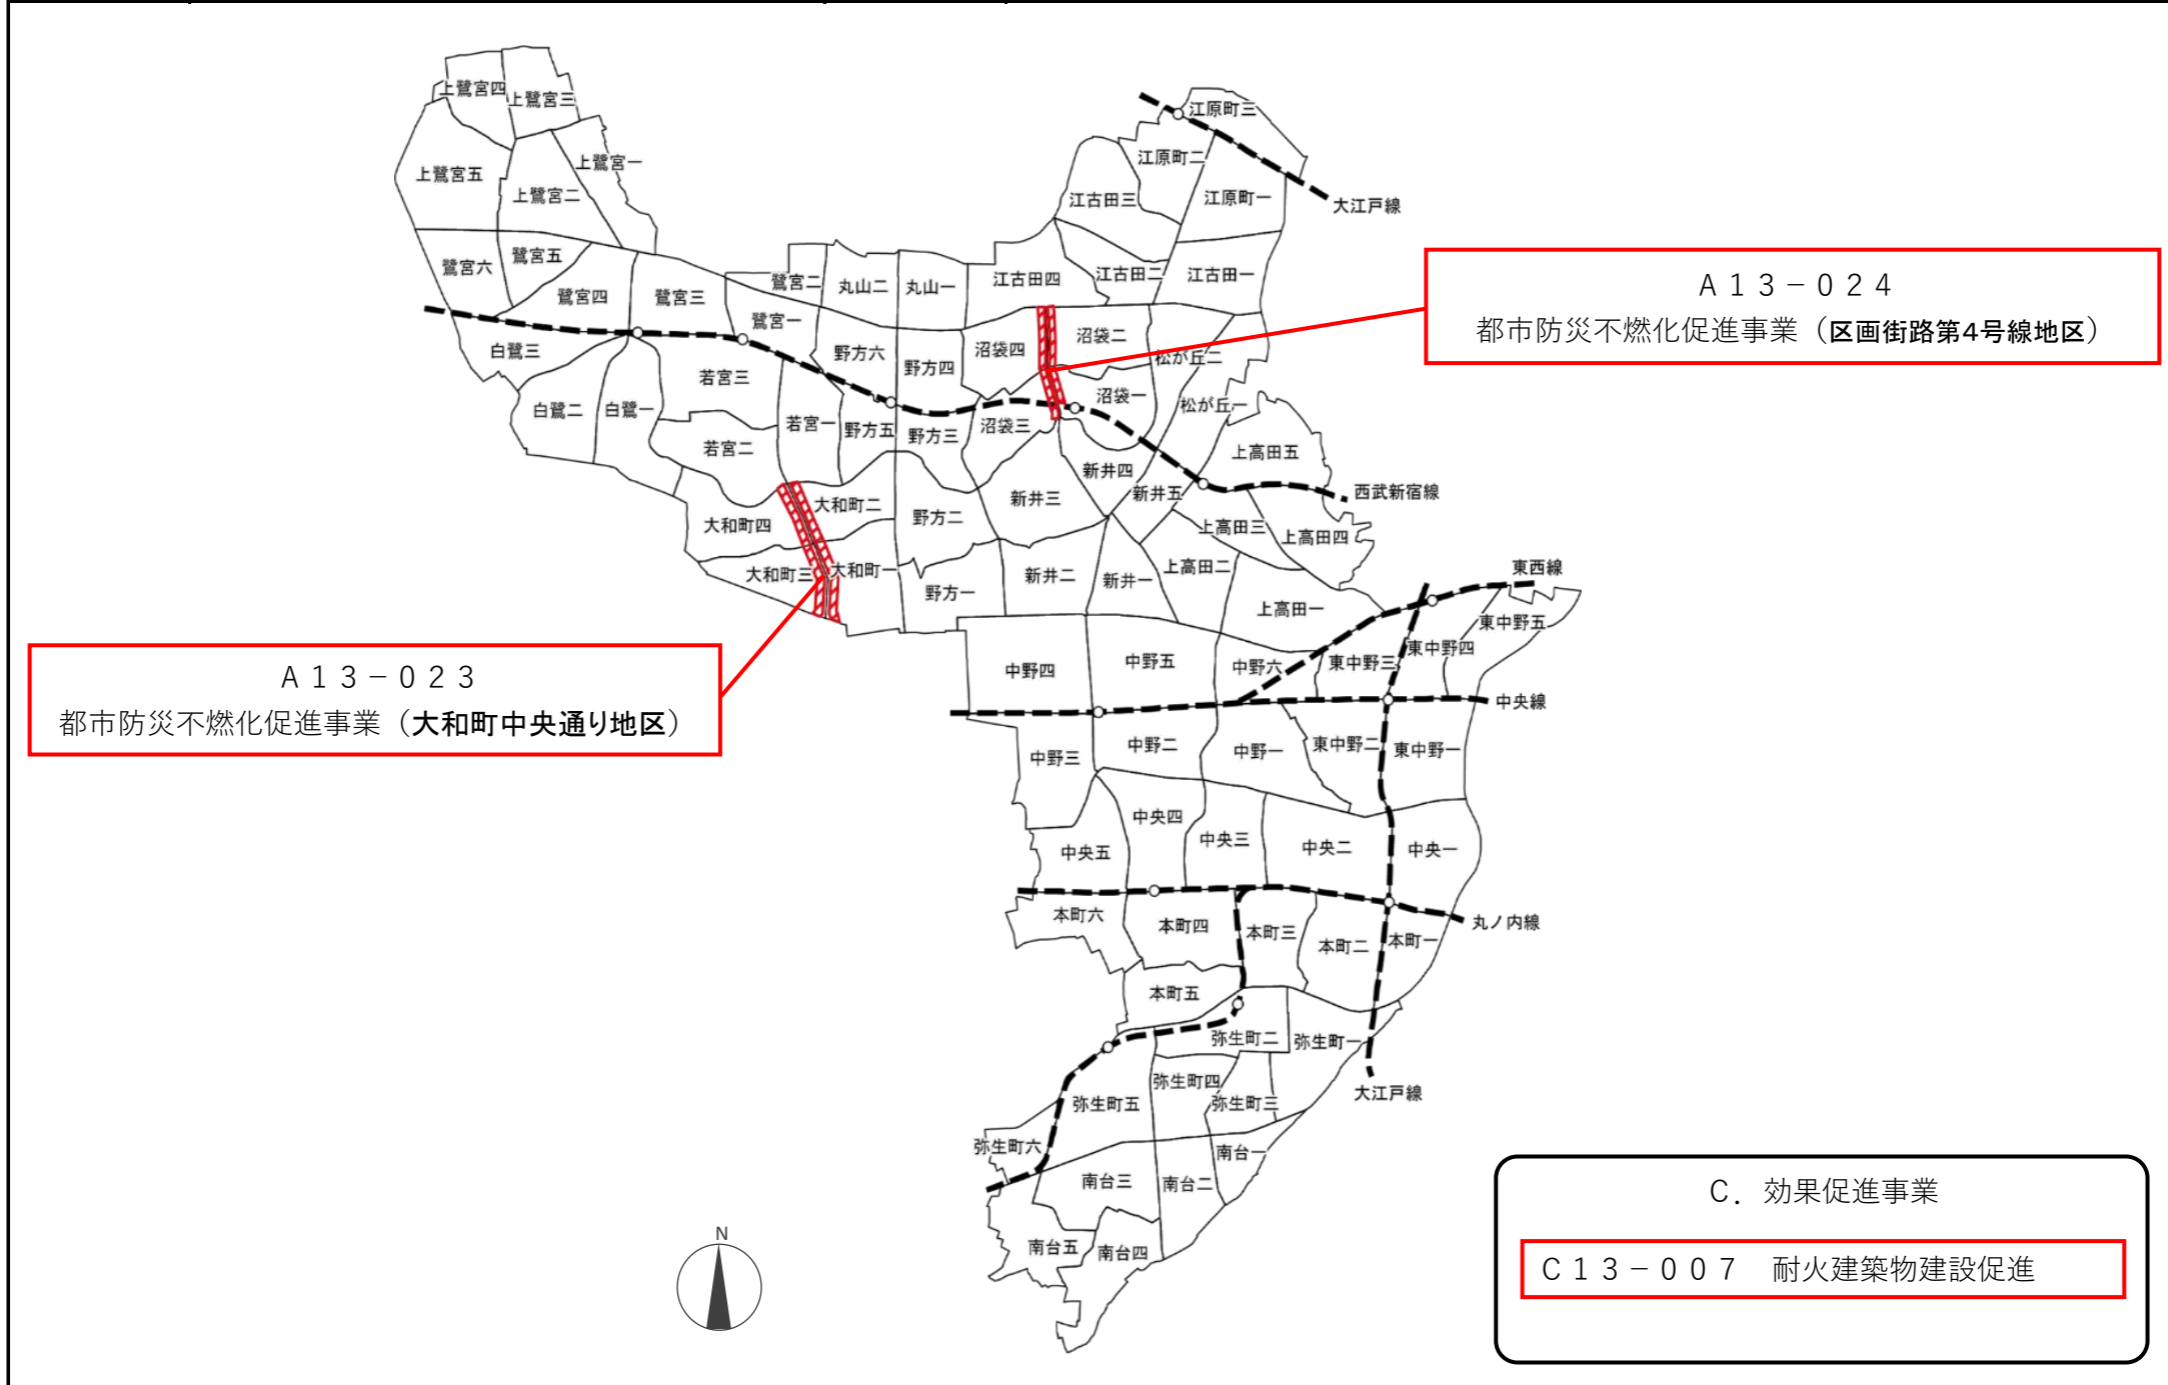 上鷺宮四
上鷺宮三
江原町三
上鷺宮一
江原町二
上鷺宮五
上鷺宮二
江古田三
江原町一
大江戸線
鷺宮六
鷺宮五
鷺宮二
丸山二
丸山一
江古田四
江古田二
江古田一
A13-024
都市防災不燃化促進事業（区画街路第4号線地区）
鷺宮四
鷺宮三
鷺宮一
沼袋二
白鷺三
野方六
野方四
沼袋四
松が丘二
若宮三
沼袋一
松が丘一
白鷺二
白鷺一
若宮一
野方五
野方三
沼袋三
若宮二
新井四
上高田五
新井三
新井五
西武新宿線
大和町四
大和町二
野方二
上高田三
上高田四
大和町三
大和町一
新井二
新井一
上高田二
東西線
野方一
上高田一
東中野五
A13-023
都市防災不燃化促進事業（大和町中央通り地区）
中野四
中野五
中野六
東中野三
東中野四
中央線
中野三
中野二
中野一
東中野二
東中野一
中央四
中央三
中央五
中央二
中央一
本町六
本町四
本町三
本町二
本町一
丸ノ内線
本町五
弥生町二
弥生町一
弥生町四
弥生町五
弥生町三
大江戸線
弥生町六
南台一
南台三
南台二
南台五
南台四
N
C．効果促進事業
C13-007　耐火建築物建設促進